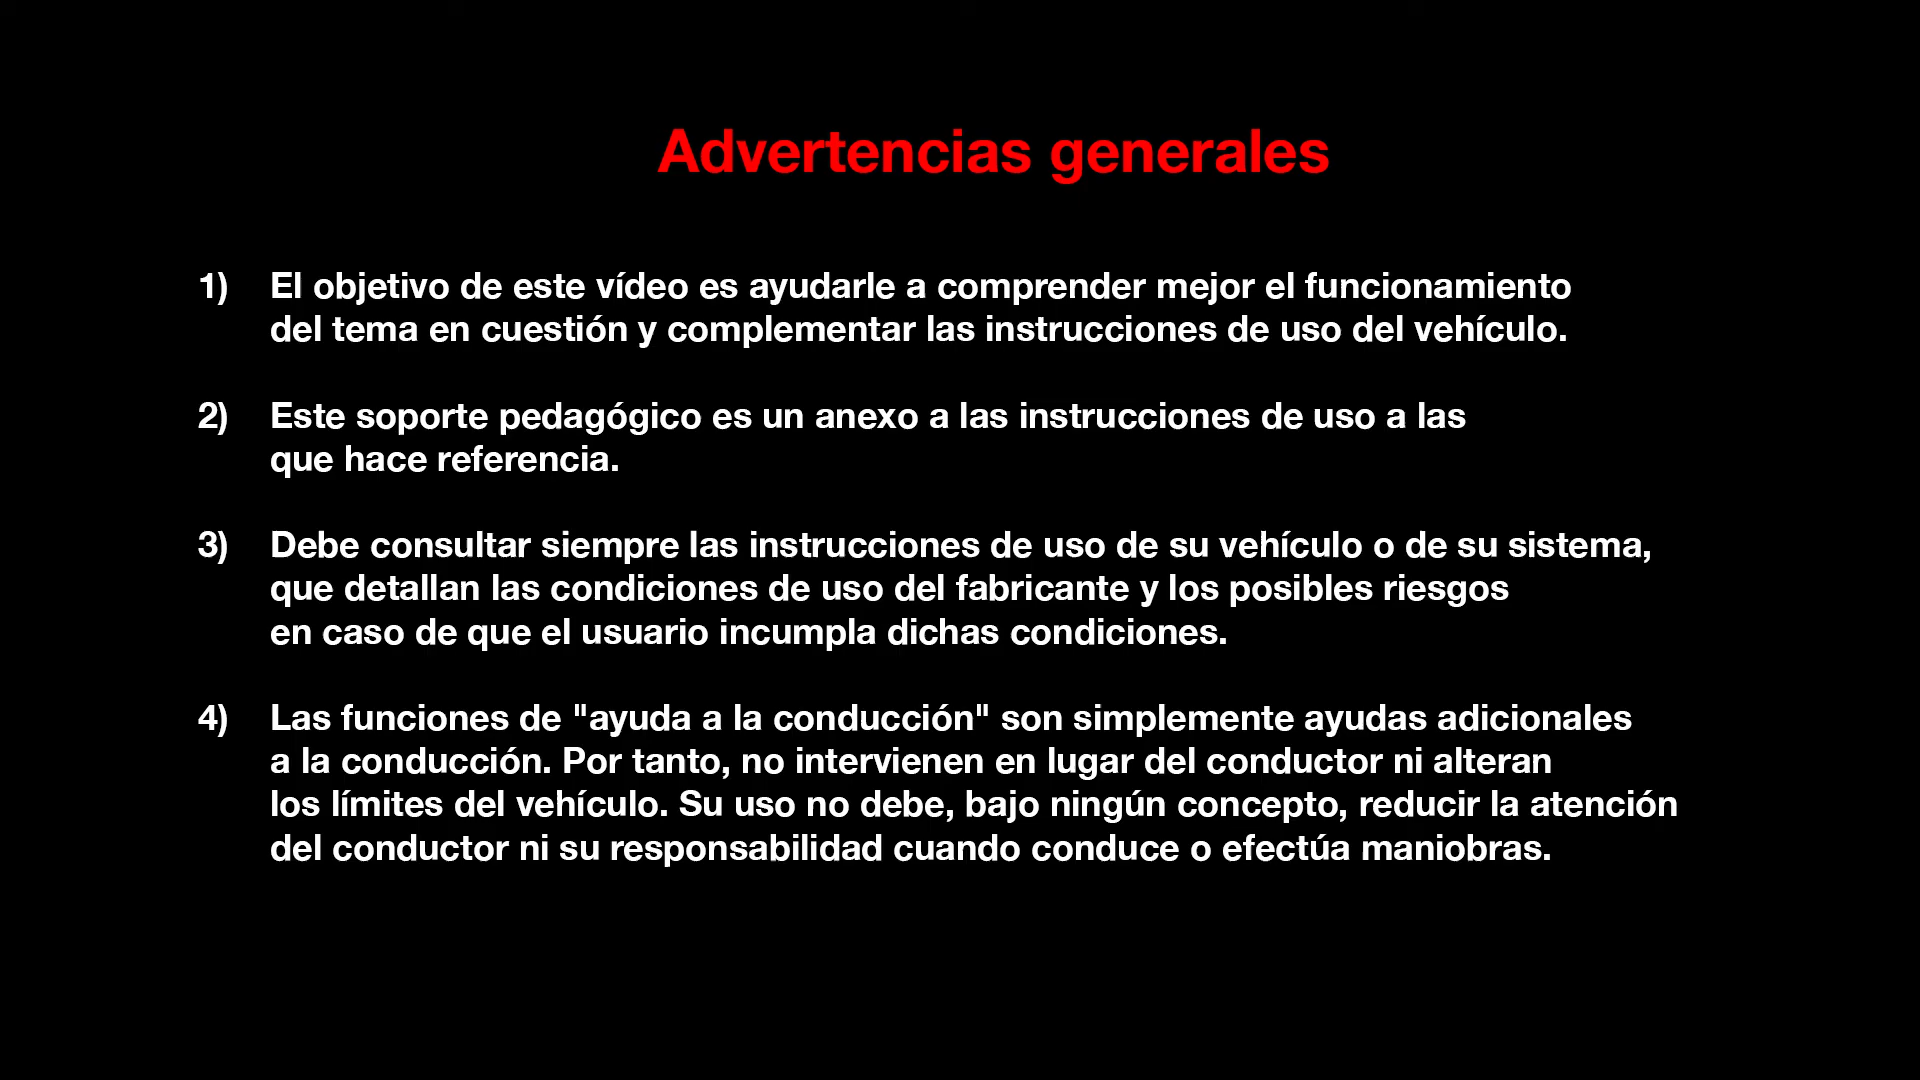 Advertencias generales
1) El objetivo de este vídeo es ayudarle a comprender mejor el funcionamiento
del tema en cuestión y complementar las instrucciones de uso del vehículo.
2) Este soporte pedagógico es un anexo a las instrucciones de uso a las
que hace referencia.
3) Debe consultar siempre las instrucciones de uso de su vehículo o de su sistema,
que detallan las condiciones de uso del fabricante y los posibles riesgos
en caso de que el usuario incumpla dichas condiciones.
4) Las funciones de "ayuda a la conducción" son simplemente ayudas adicionales
a la conducción. Por tanto, no intervienen en lugar del conductor ni alteran
los límites del vehículo. Su uso no debe, bajo ningún concepto, reducir la atención
del conductor ni su responsabilidad cuando conduce o efectúa maniobras.